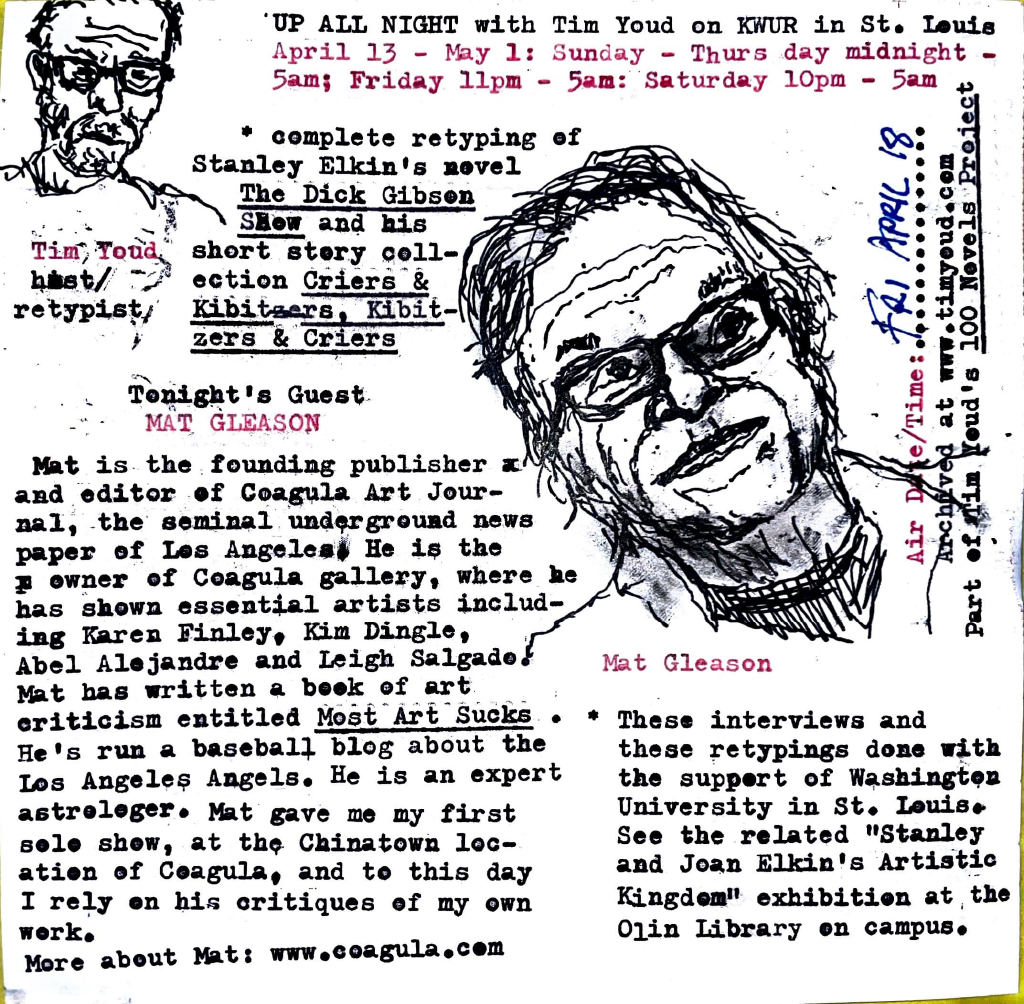 UP ALL NIGHT with Tim Youd on KWUR in St. Louis
April 13 - May 1: Sunday - Thurs day midnight -
5am; Friday 11pm - 5am: Saturday 10pm - 5am
* complete retyping of
Stanley Elkin's novel
The Dick Gibson
Show and his
short story coll-
ection Criers &
Kibitzers, Kibit-
zers & Criers
Tim Youd
host/
retypist/
Tonight's Guest
MAT GLEASON
Mat is the founding publisher x
and editor of Coagula Art Jour-
nal, the seminal underground news
paper of Los Angeles. He is the
x owner of Coagula gallery, where he
has shown essential artists includ-
ing Karen Finley, Kim Dingle,
Abel Alejandre and Leigh Salgado.
Mat has written a book of art
criticism entitled Most Art Sucks .
He's run a baseball blog about the
Los Angeles Angels. He is an expert
astrologer. Mat gave me my first
solo show, at the Chinatown loc-
ation of Coagula, and to this day
I rely on his critiques of my own
work.
More about Mat: www.coagula.com
Mat Gleason
* These interviews and
these retypings done with
the support of Washington
University in St. Louis.
See the related "Stanley
and Joan Elkin's Artistic
Kingdom" exhibition at the
Olin Library on campus.
Air Date/Time: FRI APRIL 18
Archived at www.timyoud.com
Part of Tim Youd's 100 Novels Project